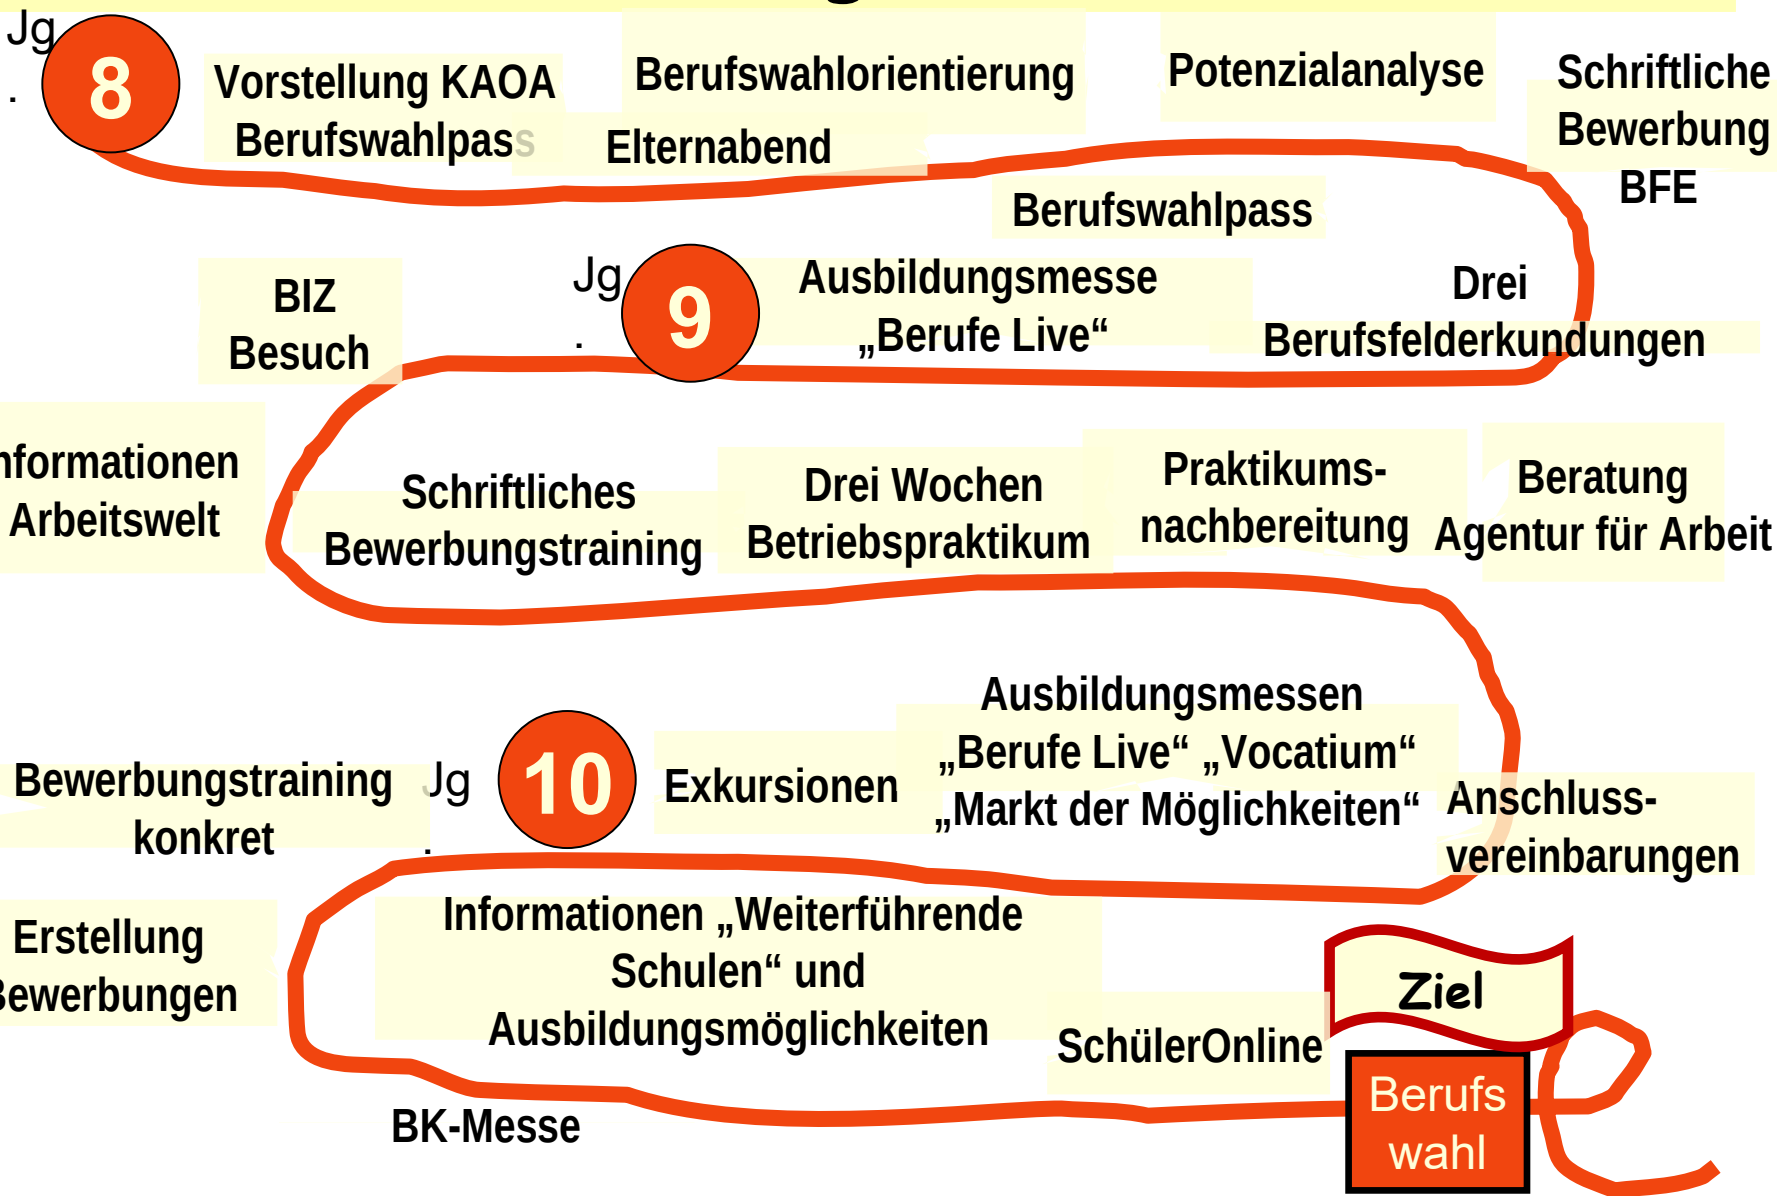 Jg
.
8
Vorstellung KAOA
Berufswahlpass
Berufswahlorientierung
Elternabend
Potenzialanalyse
Schriftliche
Bewerbung
BFE
Berufswahlpass
BIZ
Besuch
Jg
.
9
Ausbildungsmesse
„Berufe Live“
Drei
Berufsfelderkundungen
nformationen
Arbeitswelt
Schriftliches
Bewerbungstraining
Drei Wochen
Betriebspraktikum
Praktikums-
nachbereitung
Beratung
Agentur für Arbeit
Bewerbungstraining
konkret
Jg
.
10
Exkursionen
Ausbildungsmessen
„Berufe Live“ „Vocatium“
„Markt der Möglichkeiten“
Anschluss-
vereinbarungen
Erstellung
Bewerbungen
Informationen „Weiterführende
Schulen“ und
Ausbildungsmöglichkeiten
SchülerOnline
Ziel
Berufs
wahl
BK-Messe